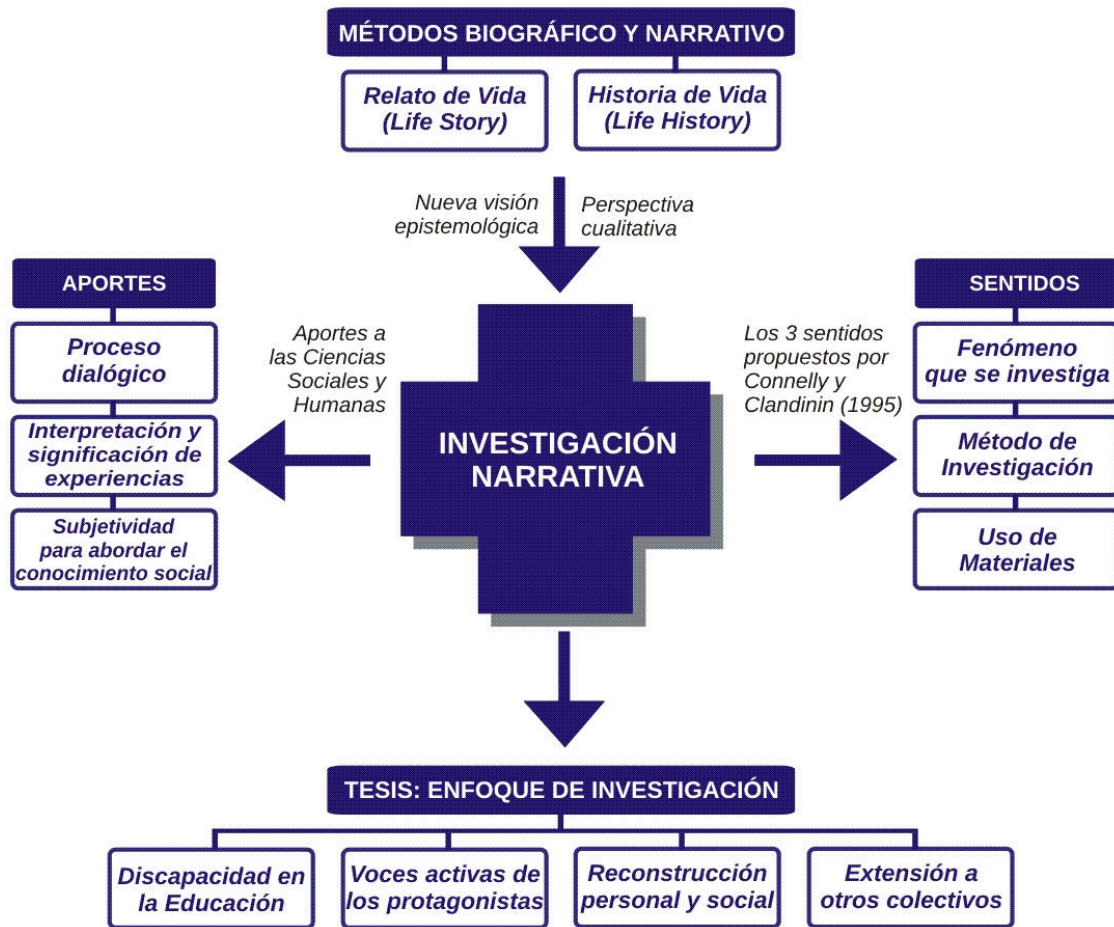 MÉTODOS BIOGRÁFICO Y NARRATIVO
Relato de Vida
(Life Story)
Historia de Vida
(Life History)
Nueva visión
epistemológica
Perspectiva
cualitativa
APORTES
Proceso
dialógico
Interpretación y
significación de
experiencias
Subjetividad
para abordar el
conocimiento social
Aportes a
las Ciencias
Sociales y
Humanas
INVESTIGACIÓN
NARRATIVA
Los 3 sentidos
propuestos por
Connelly y
Clandinin (1995)
SENTIDOS
Fenómeno
que se investiga
Método de
Investigación
Uso de
Materiales
TESIS: ENFOQUE DE INVESTIGACIÓN
Discapacidad en
la Educación
Voces activas de
los protagonistas
Reconstrucción
personal y social
Extensión a
otros colectivos